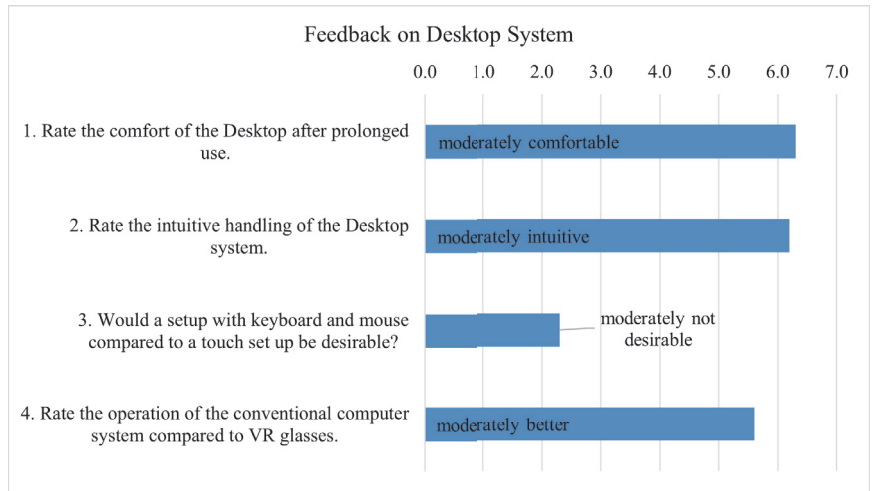 Feedback on Desktop System
0.0 1.0 2.0 3.0 4.0 5.0 6.0 7.0
1. Rate the comfort of the Desktop after prolonged
use.
moderately comfortable
2. Rate the intuitive handling of the Desktop
system.
moderately intuitive
3. Would a setup with keyboard and mouse
compared to a touch set up be desirable?
moderately not
desirable
4. Rate the operation of the conventional computer
system compared to VR glasses.
moderately better